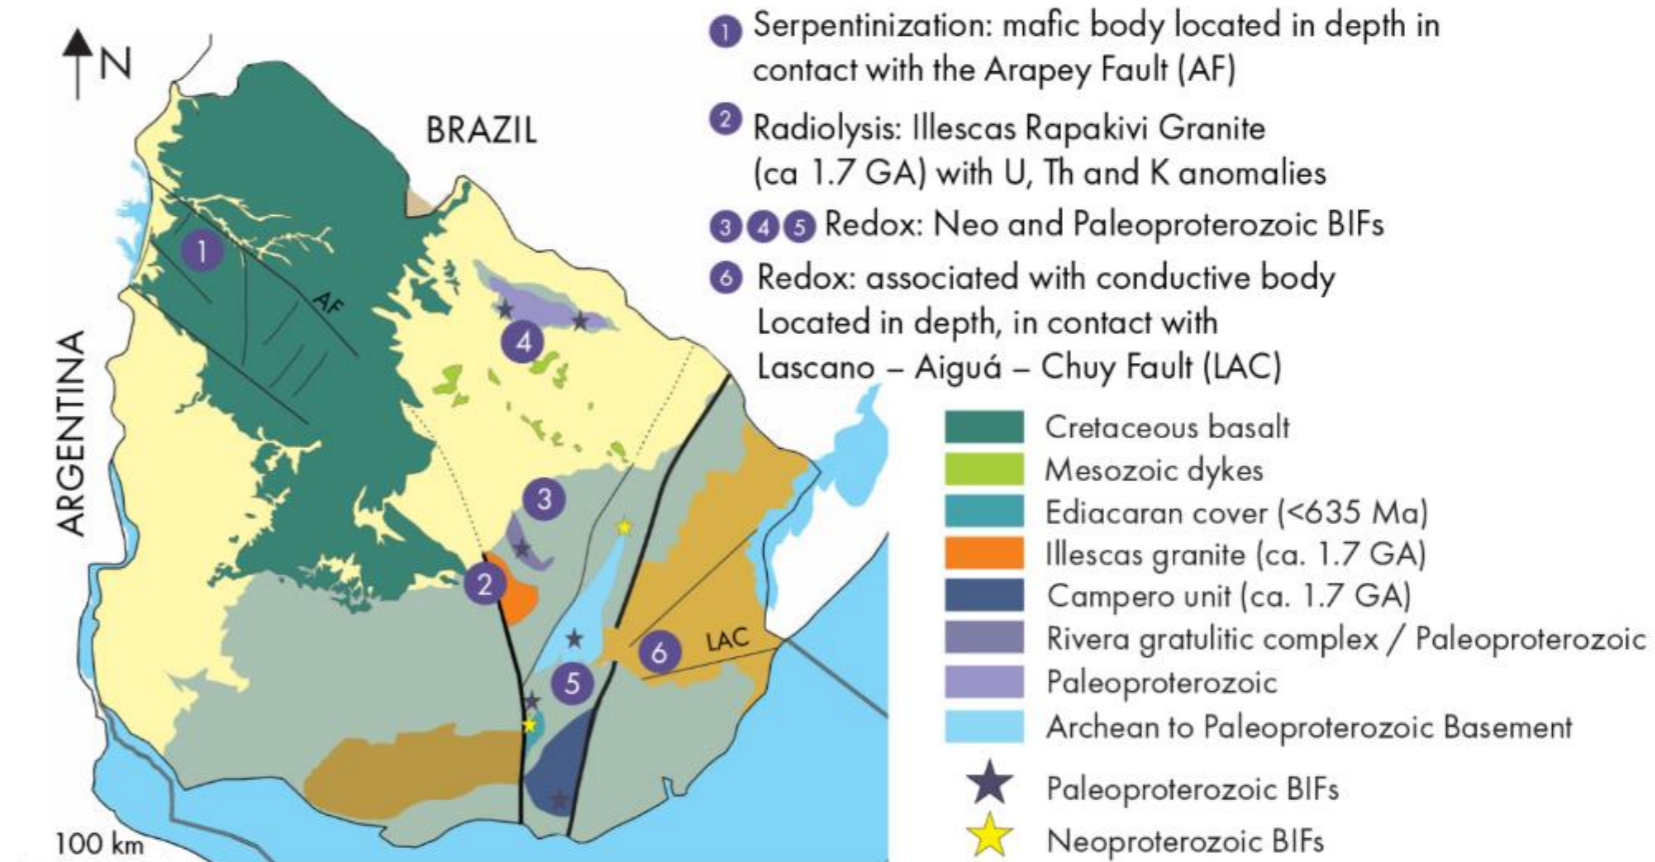 N
BRAZIL
ARGENTINA
1
AF
4
3
2
5
6
LAC
100 km
1 Serpentinization: mafic body located in depth in
contact with the Arapey Fault (AF)
2 Radiolysis: Illescas Rapakivi Granite
(ca 1.7 GA) with U, Th and K anomalies
3 4 5 Redox: Neo and Paleoproterozoic BIFs
6 Redox: associated with conductive body
Located in depth, in contact with
Lascano – Aiguá – Chuy Fault (LAC)
Cretaceous basalt
Mesozoic dykes
Ediacaran cover (<635 Ma)
Illescas granite (ca. 1.7 GA)
Campero unit (ca. 1.7 GA)
Rivera gratulitic complex / Paleoproterozoic
Paleoproterozoic
Archean to Paleoproterozoic Basement
Paleoproterozoic BIFs
Neoproterozoic BIFs